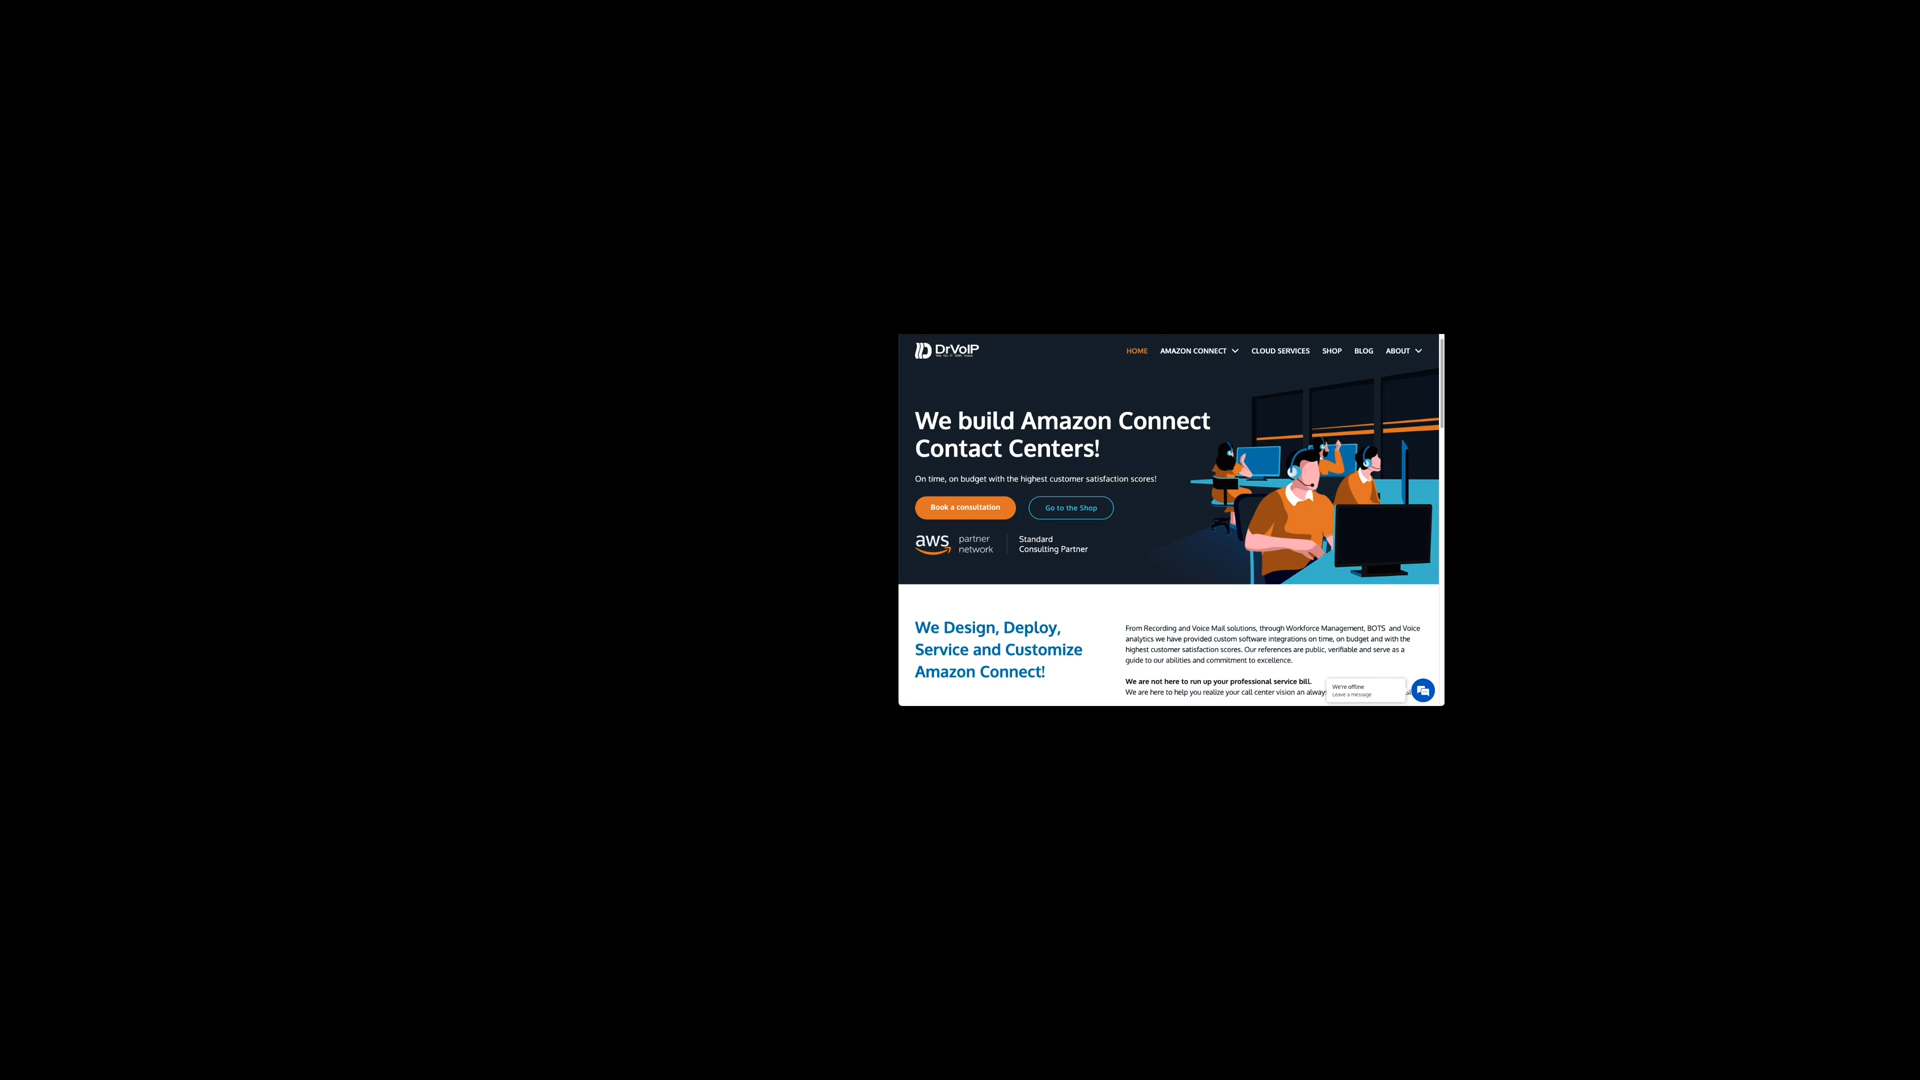 DrVoIP
HOME
AMAZON CONNECT
CLOUD SERVICES
SHOP
BLOG
ABOUT
We build Amazon Connect
Contact Centers!
On time, on budget with the highest customer satisfaction scores!
Book a consultation
Go to the Shop
aws partner network
Standard
Consulting Partner
We Design, Deploy,
Service and Customize
Amazon Connect!
From Recording and Voice Mail solutions, through Workforce Management, BOTS and Voice
analytics we have provided custom software integrations on time, on budget and with the
highest customer satisfaction scores. Our references are public, verifiable and serve as a
guide to our abilities and commitment to excellence.
We are not here to run up your professional service bill.
We are here to help you realize your call center vision an alway
We're offline
Leave a message